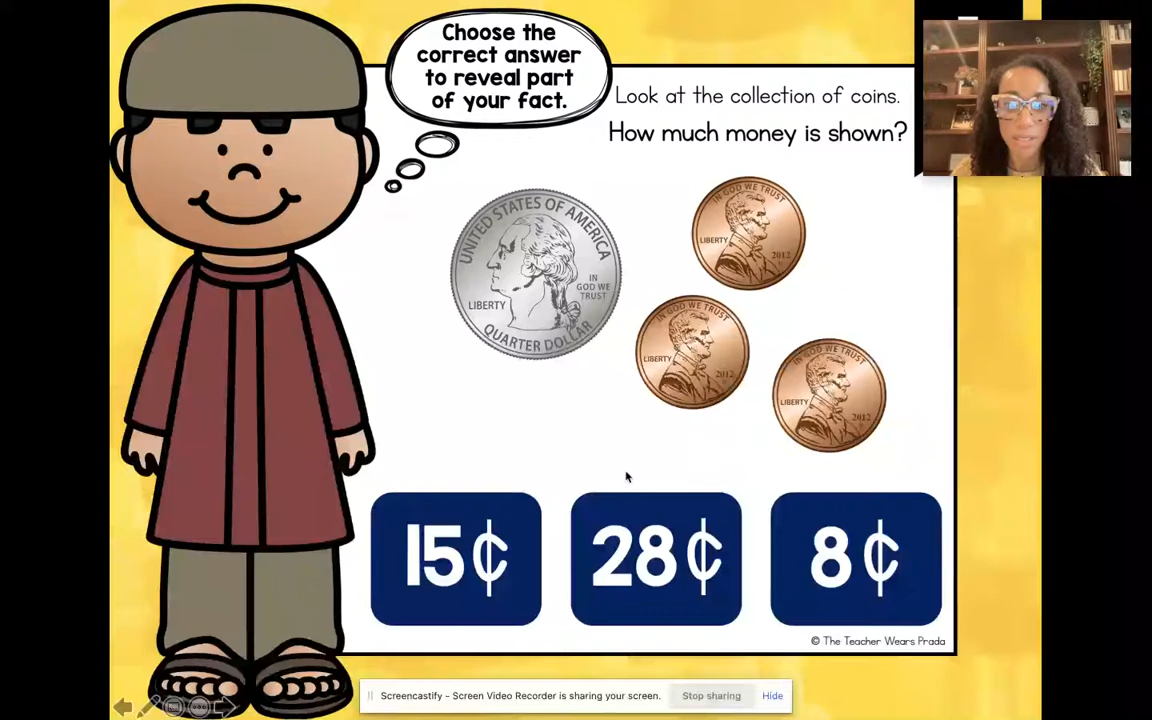 Choose the
correct answer
to reveal part
of your fact.
Look at the collection of coins.
How much money is shown?
UNITED STATES OF AMERICA
LIBERTY
IN
GOD WE
TRUST
QUARTER DOLLAR
IN GOD WE TRUST
LIBERTY
2012
IN GOD WE TRUST
LIBERTY
2012
IN GOD WE TRUST
LIBERTY
2012
15¢
28¢
8¢
© The Teacher Wears Prada
Screencastify - Screen Video Recorder is sharing your screen.
Stop sharing
Hide